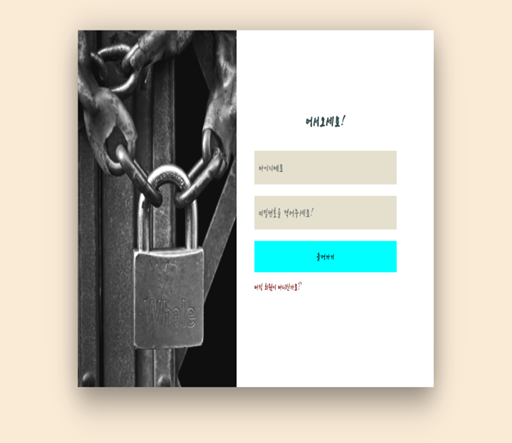 Whale
어서오세요!
아이디에요
비밀번호를 적어주세요!
들어가기
아직 회원이 아니신가요?